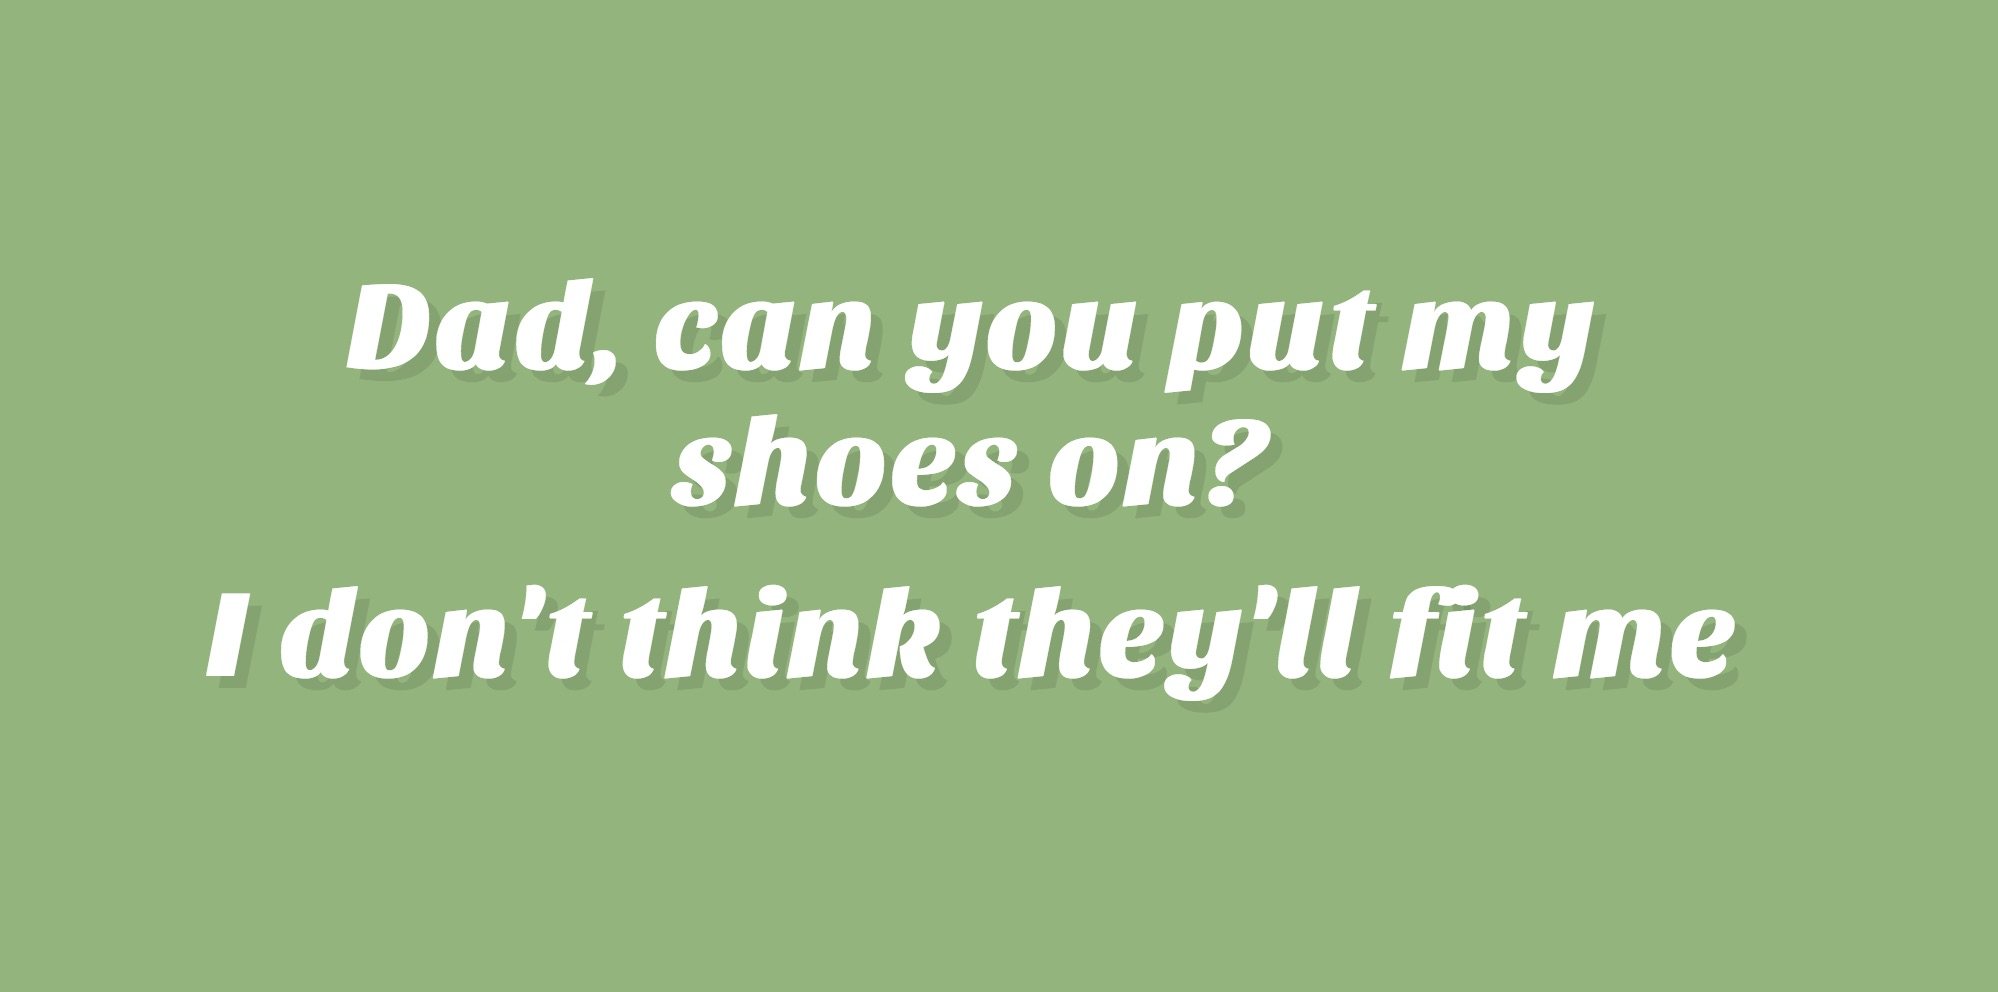 Dad, can you put my
shoes on?
I don't think they'll fit me